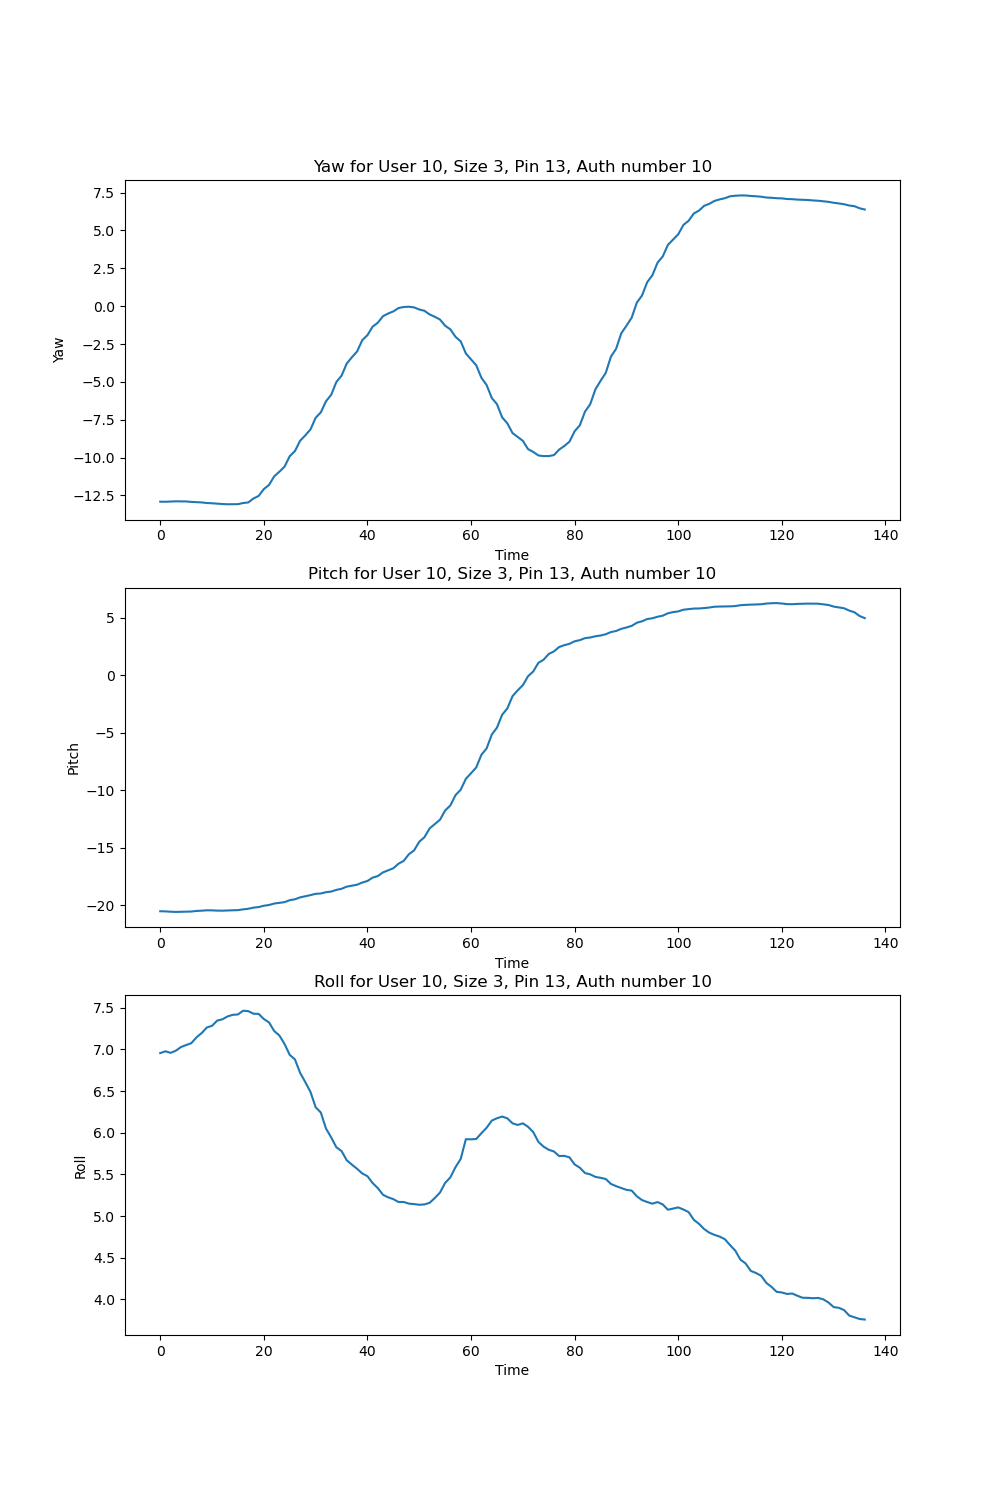 Yaw for User 10, Size 3, Pin 13, Auth number 10
7.5
5.0
2.5
0.0
−2.5
−5.0
−7.5
−10.0
−12.5
Yaw
0 20 40 60 80 100 120 140
Time
Pitch for User 10, Size 3, Pin 13, Auth number 10
5
0
−5
−10
−15
−20
Pitch
0 20 40 60 80 100 120 140
Time
Roll for User 10, Size 3, Pin 13, Auth number 10
7.5
7.0
6.5
6.0
5.5
5.0
4.5
4.0
Roll
0 20 40 60 80 100 120 140
Time